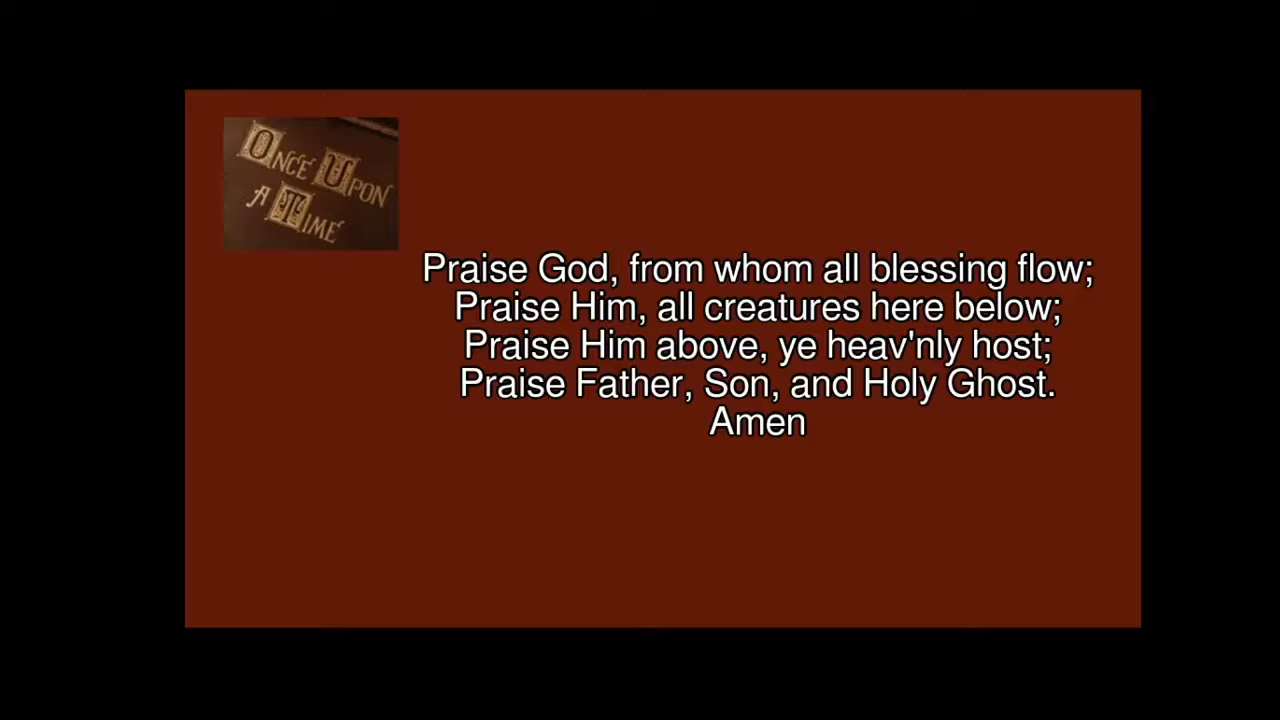 ONCE UPON
A TIME
Praise God, from whom all blessing flow;
Praise Him, all creatures here below;
Praise Him above, ye heav'nly host;
Praise Father, Son, and Holy Ghost.
Amen